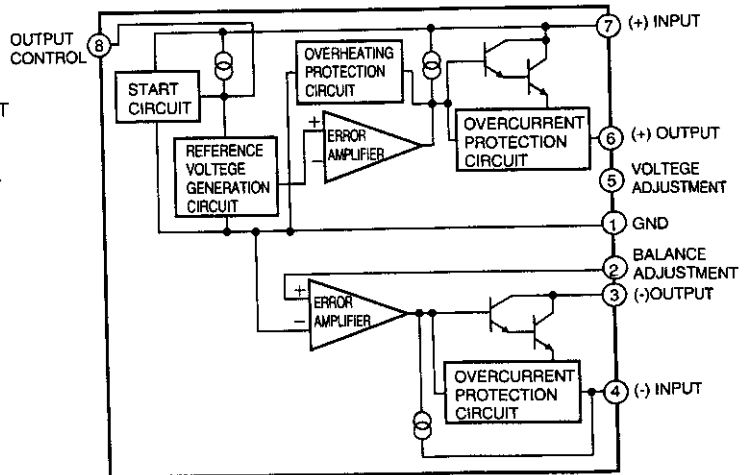 OUTPUT
CONTROL
8
7
(+) INPUT
START
CIRCUIT
OVERHEATING
PROTECTION
CIRCUIT
T
REFERENCE
VOLTEGE
GENERATION
CIRCUIT
+
−
ERROR
AMPLIFIER
OVERCURRENT
PROTECTION
CIRCUIT
6
(+) OUTPUT
5
VOLTEGE
ADJUSTMENT
1
GND
2
BALANCE
ADJUSTMENT
+
−
ERROR
AMPLIFIER
3
(-)OUTPUT
OVERCURRENT
PROTECTION
CIRCUIT
4
(-) INPUT